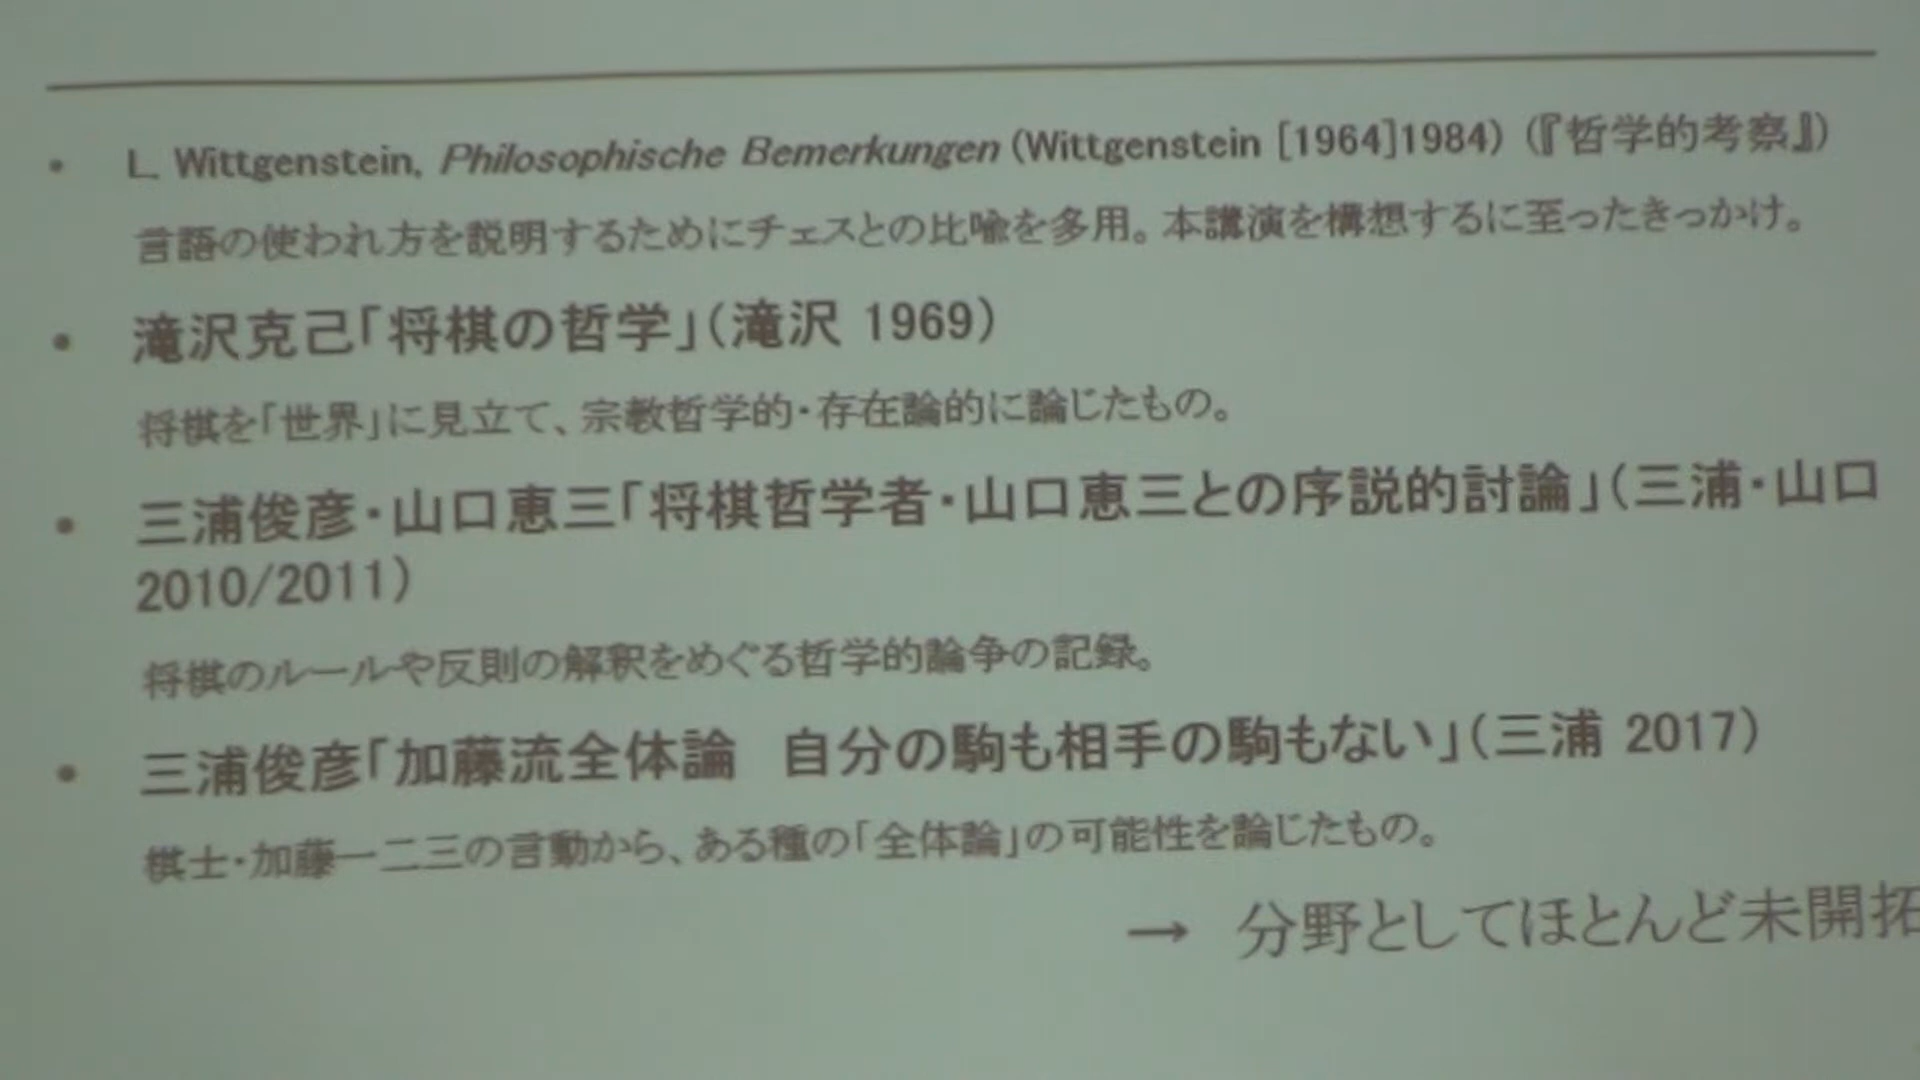 • L. Wittgenstein, Philosophische Bemerkungen (Wittgenstein [1964]1984) (『哲学的考察』)
言語の使われ方を説明するためにチェスとの比喩を多用。本講演を構想するに至ったきっかけ。
• 滝沢克己「将棋の哲学」（滝沢 1969）
将棋を「世界」に見立て、宗教哲学的・存在論的に論じたもの。
• 三浦俊彦・山口恵三「将棋哲学者・山口恵三との序説的討論」（三浦・山口
2010/2011）
将棋のルールや反則の解釈をめぐる哲学的論争の記録。
• 三浦俊彦「加藤流全体論　自分の駒も相手の駒もない」（三浦 2017）
棋士・加藤一二三の言動から、ある種の「全体論」の可能性を論じたもの。
→ 分野としてほとんど未開拓